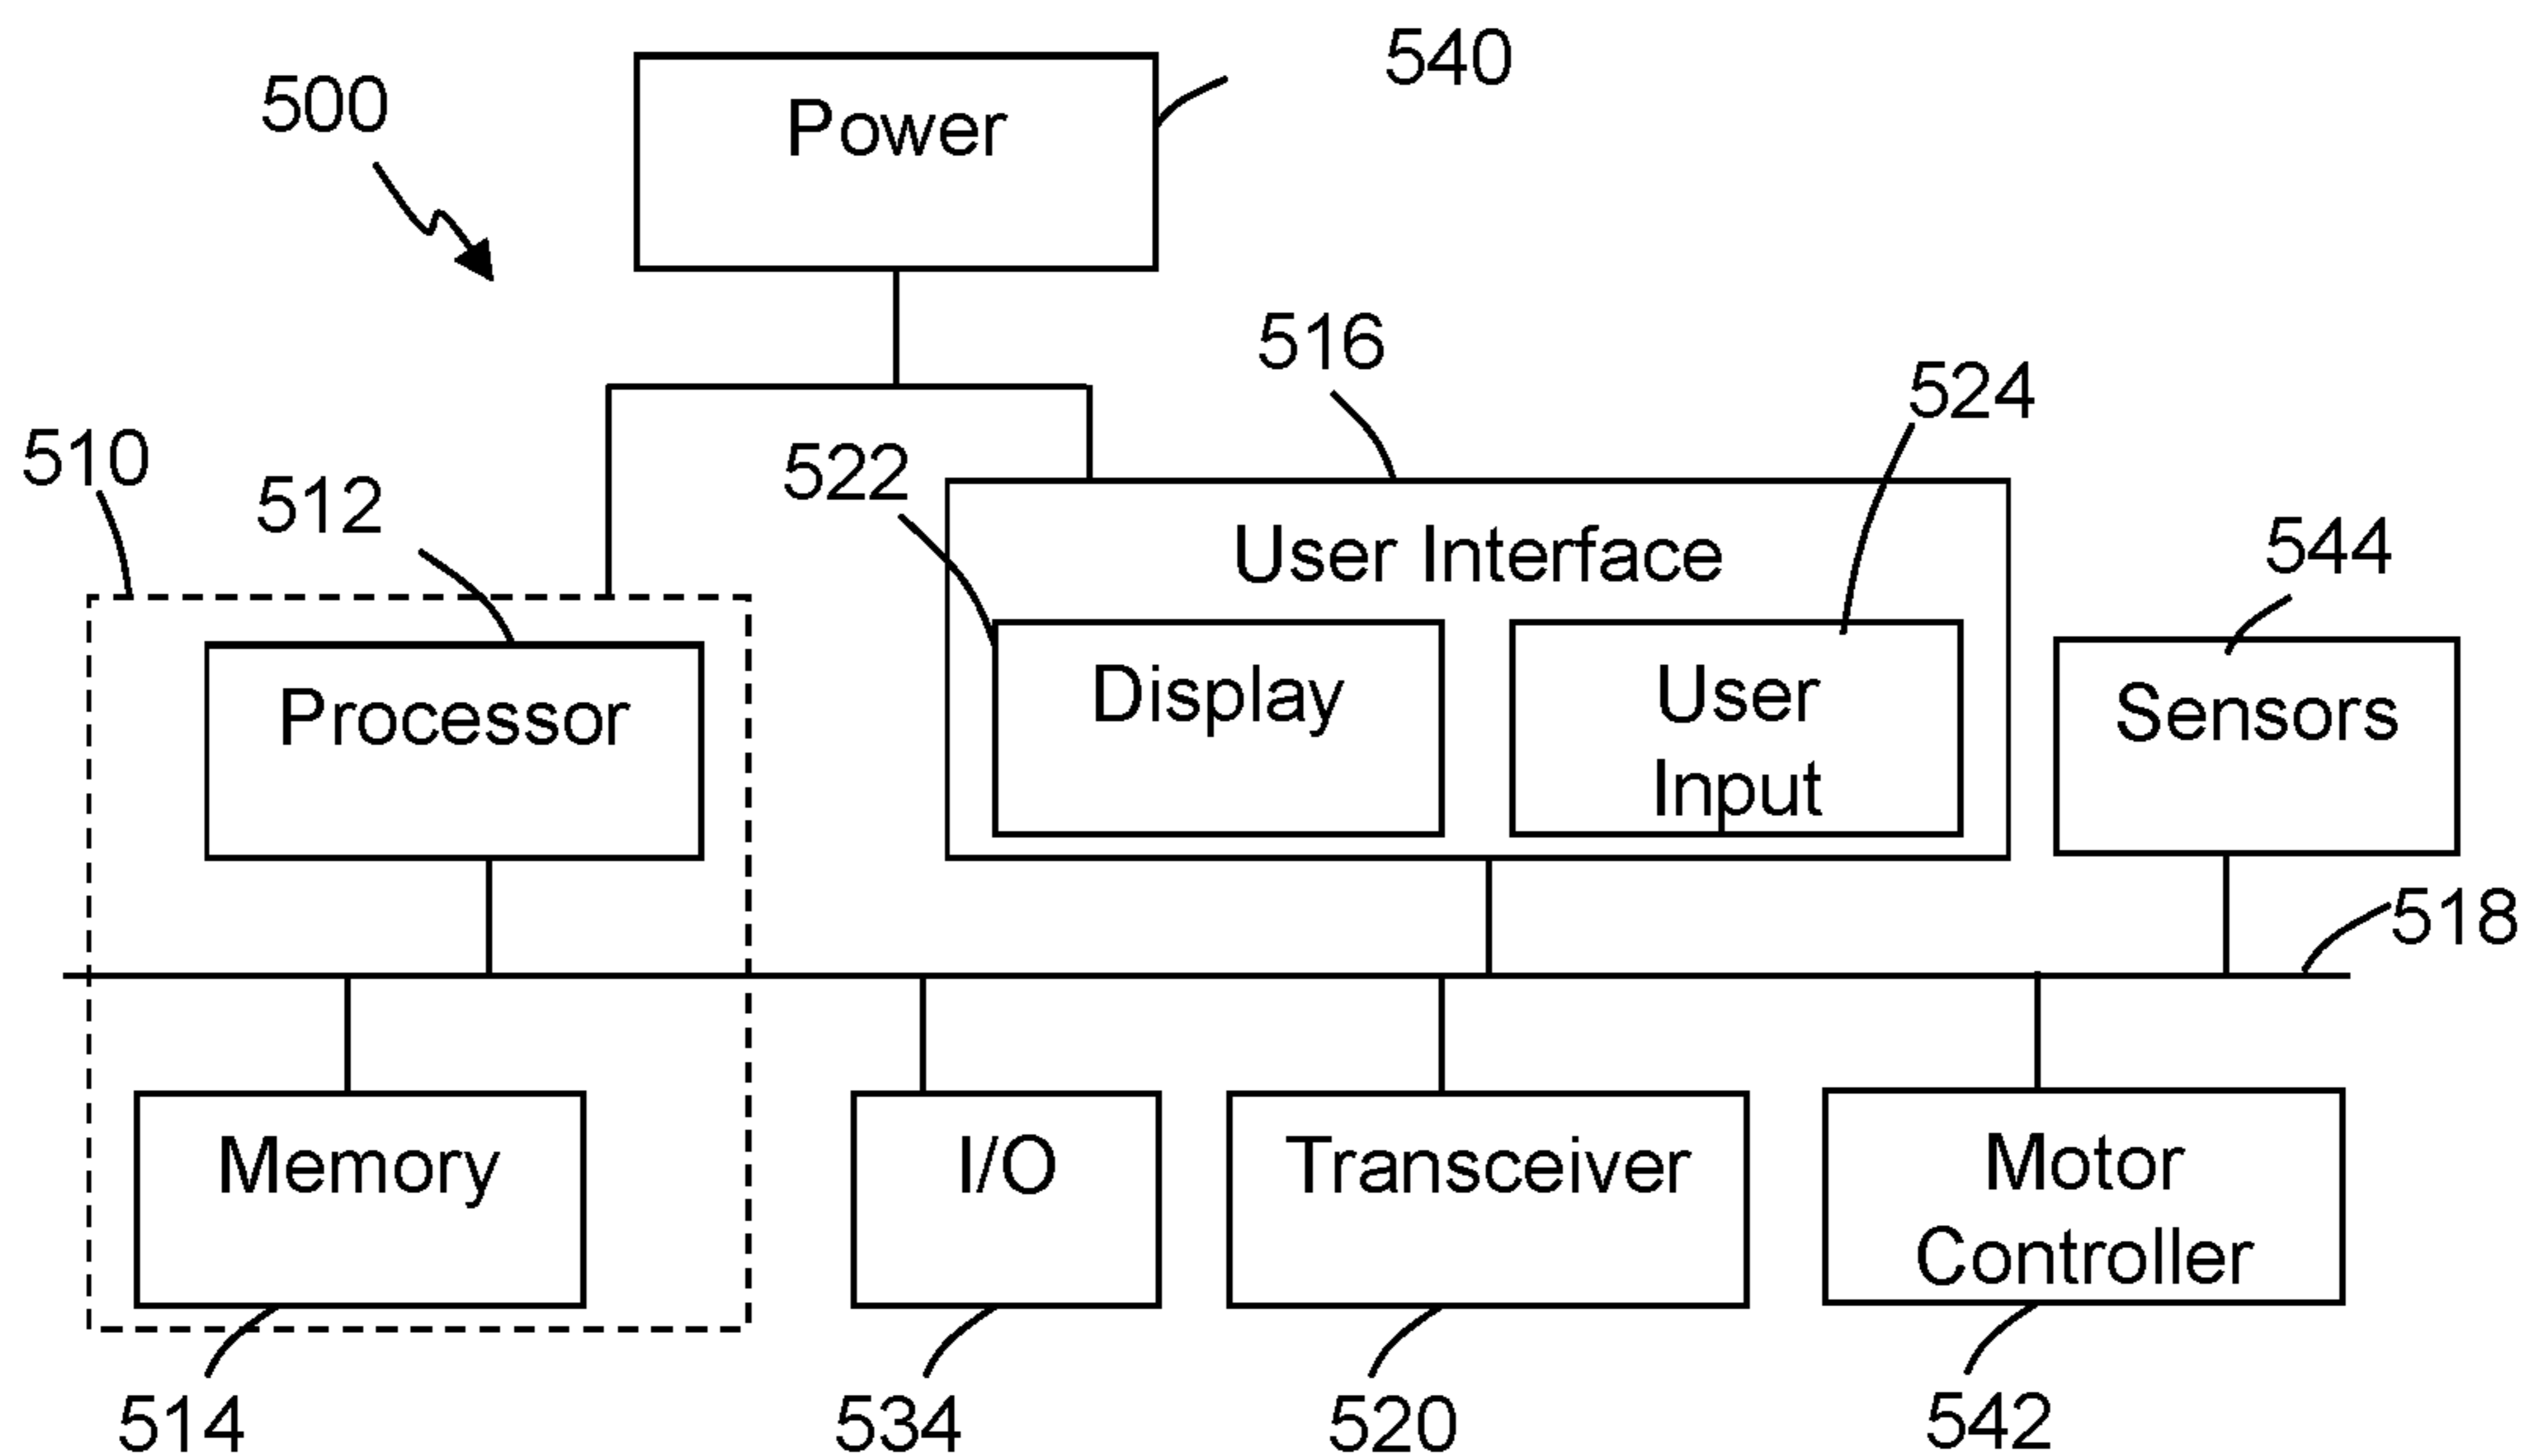 540
500
Power
516
524
510
522
512
User Interface
544
Display
User
Input
Processor
Sensors
518
Memory
I/O
Transceiver
Motor
Controller
514
534
520
542